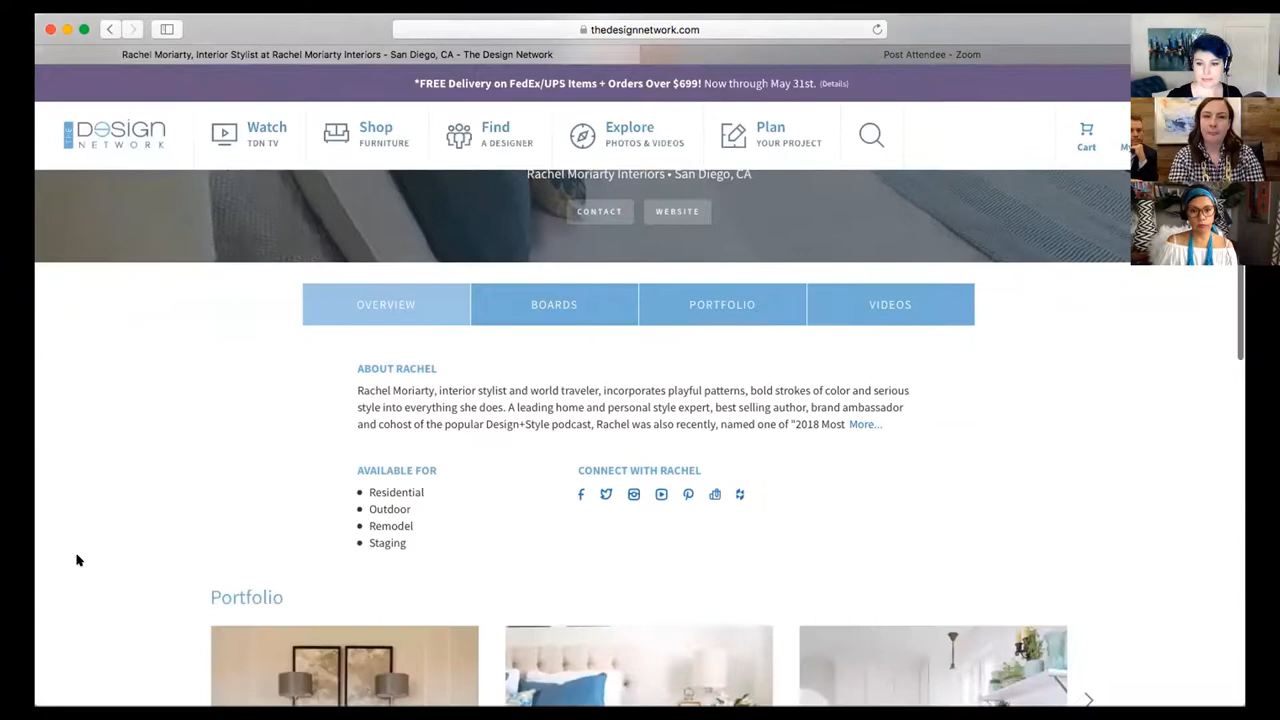 thedesignnetwork.com
Rachel Moriarty, Interior Stylist at Rachel Moriarty Interiors - San Diego, CA - The Design Network
Post Attendee - Zoom
*FREE Delivery on FedEx/UPS Items + Orders Over $699! Now through May 31st. (Details)
THE DESIGN NETWORK
Watch
TDN TV
Shop
FURNITURE
Find
A DESIGNER
Explore
PHOTOS & VIDEOS
Plan
YOUR PROJECT
Cart
My
Rachel Moriarty Interiors • San Diego, CA
CONTACT
WEBSITE
OVERVIEW
BOARDS
PORTFOLIO
VIDEOS
ABOUT RACHEL
Rachel Moriarty, interior stylist and world traveler, incorporates playful patterns, bold strokes of color and serious
style into everything she does. A leading home and personal style expert, best selling author, brand ambassador
and cohost of the popular Design+Style podcast, Rachel was also recently, named one of "2018 Most More...
AVAILABLE FOR
• Residential
• Outdoor
• Remodel
• Staging
CONNECT WITH RACHEL
Portfolio